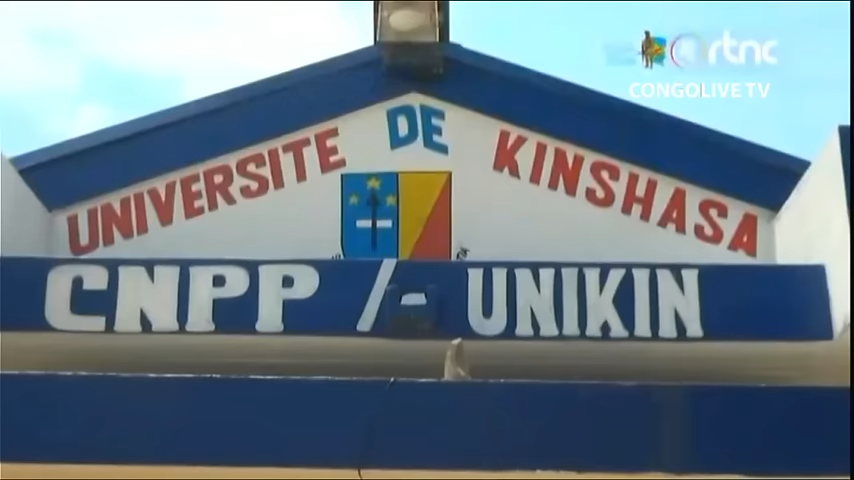 rtnc
CONGOLIVE TV
UNIVERSITE DE KINSHASA
CNPP / UNIKIN